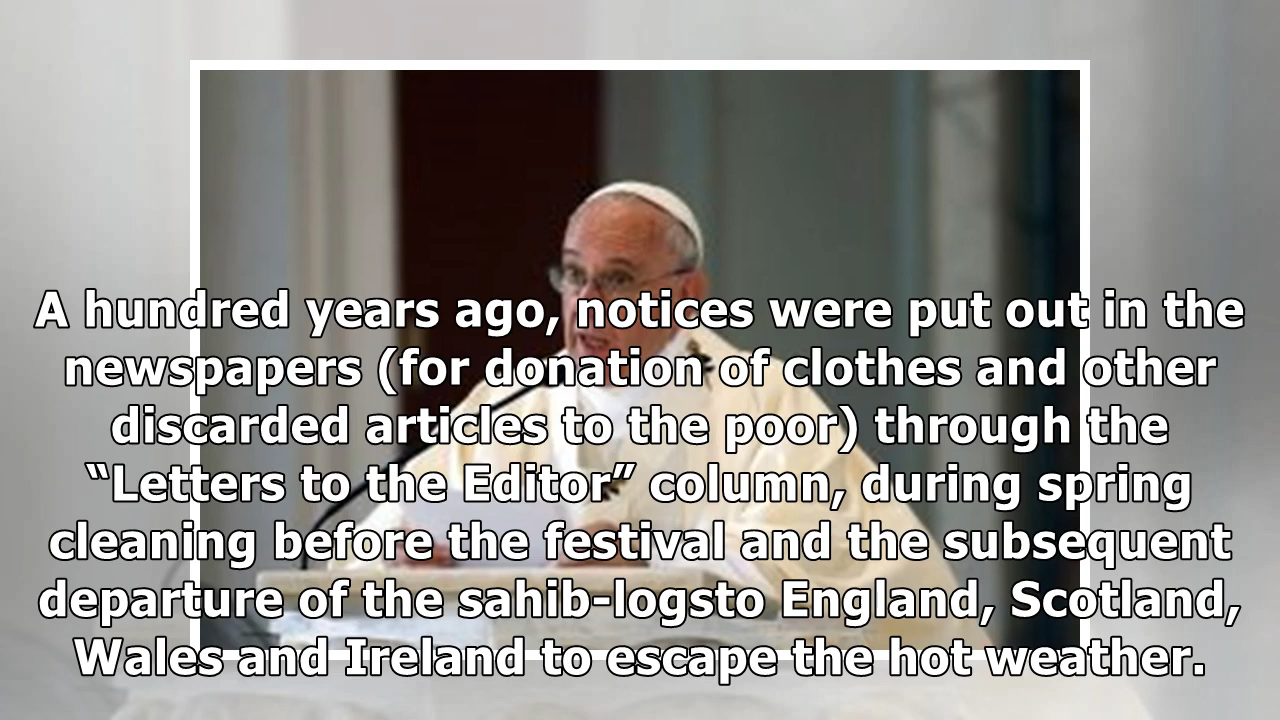 A hundred years ago, notices were put out in the
newspapers (for donation of clothes and other
discarded articles to the poor) through the
“Letters to the Editor” column, during spring
cleaning before the festival and the subsequent
departure of the sahib-logsto England, Scotland,
Wales and Ireland to escape the hot weather.